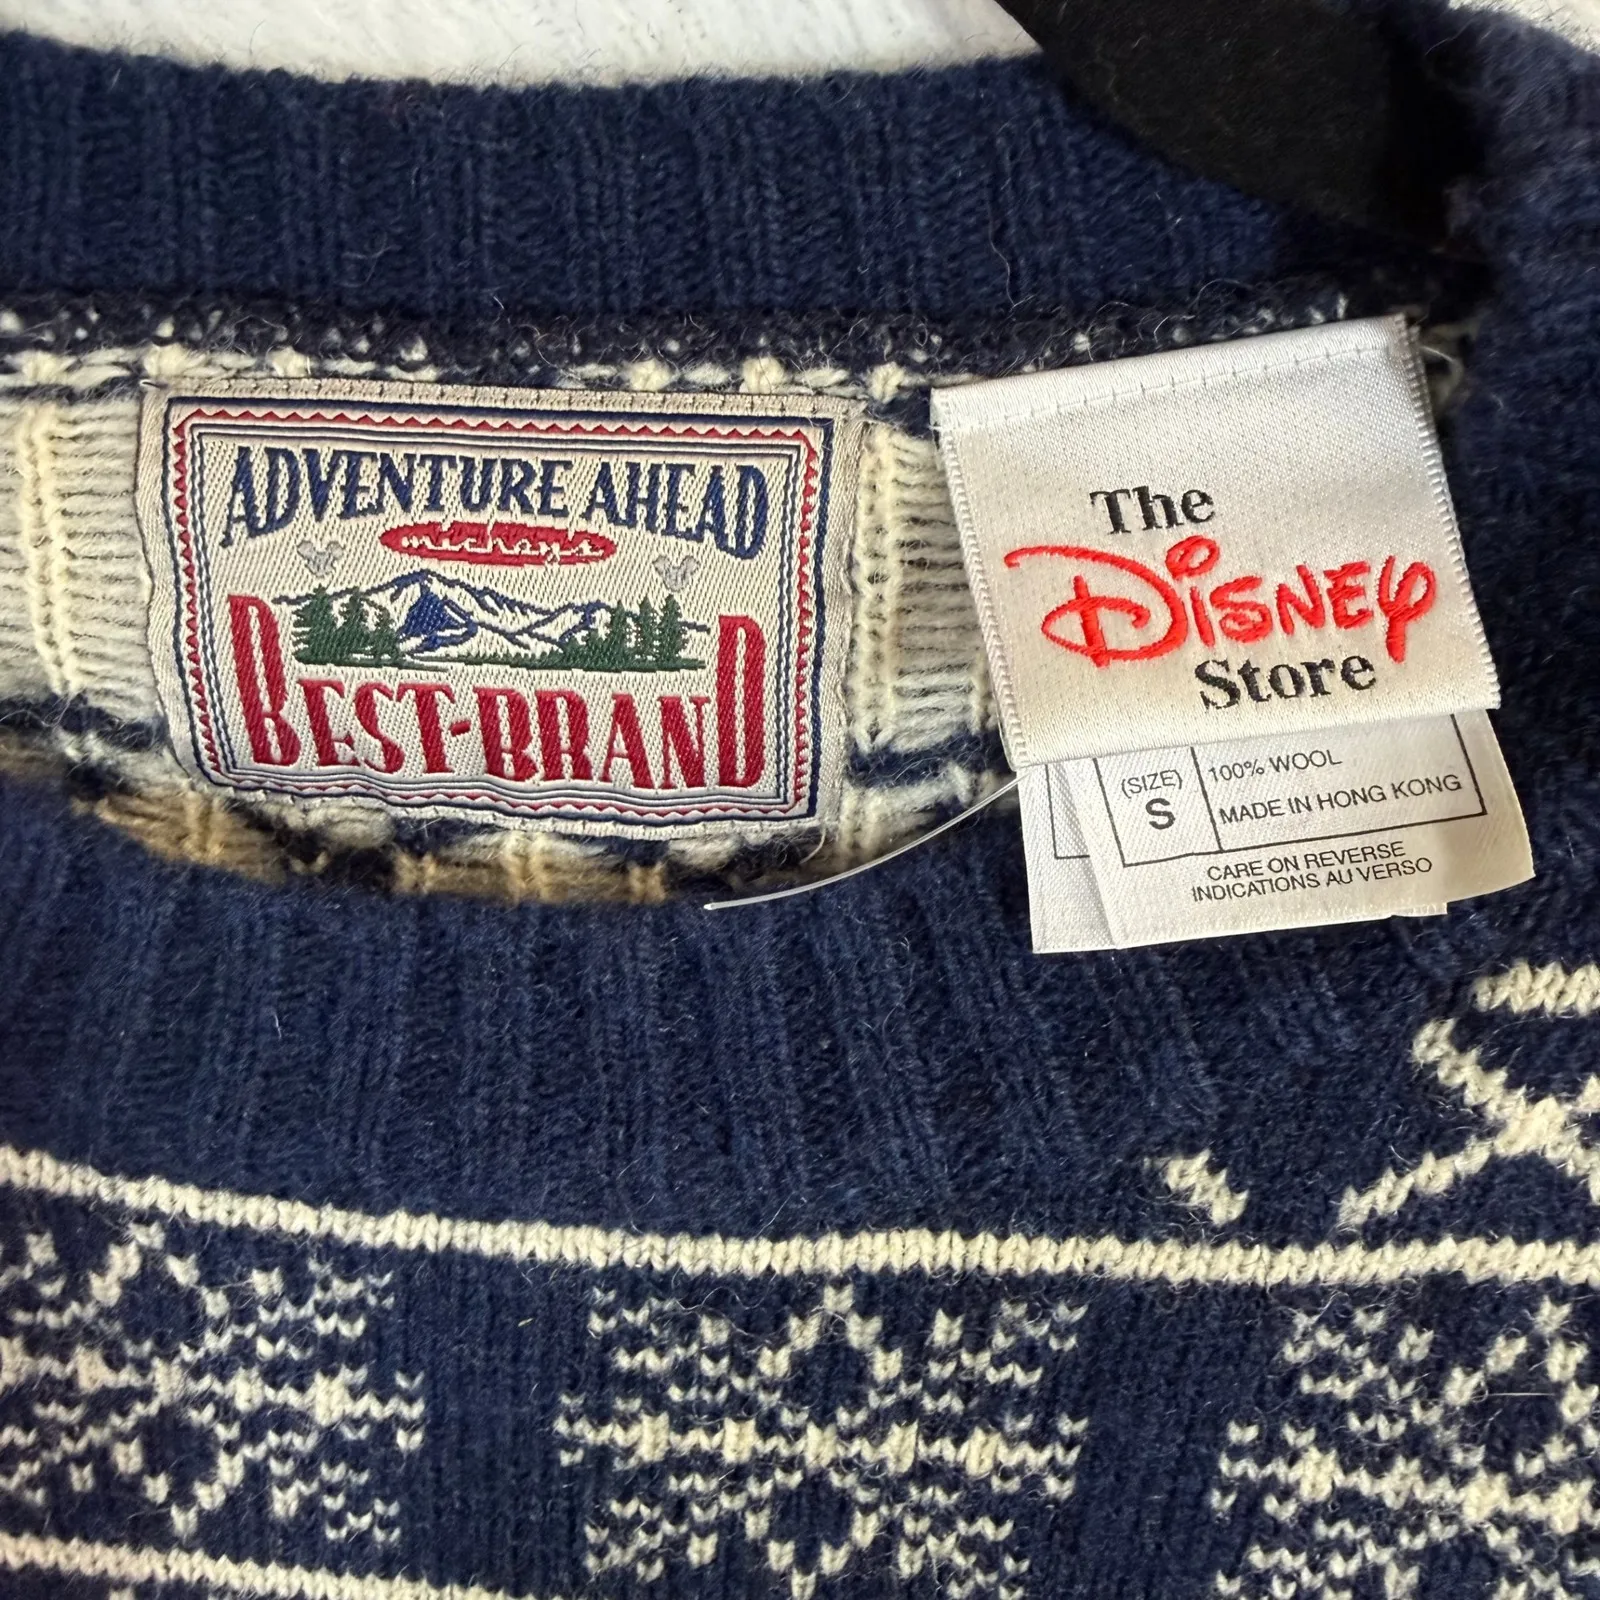 ADVENTURE AHEAD
mickey's
BEST-BRAND
The
DISNEY
Store
(SIZE)
S
100% WOOL
MADE IN HONG KONG
CARE ON REVERSE
INDICATIONS AU VERSO